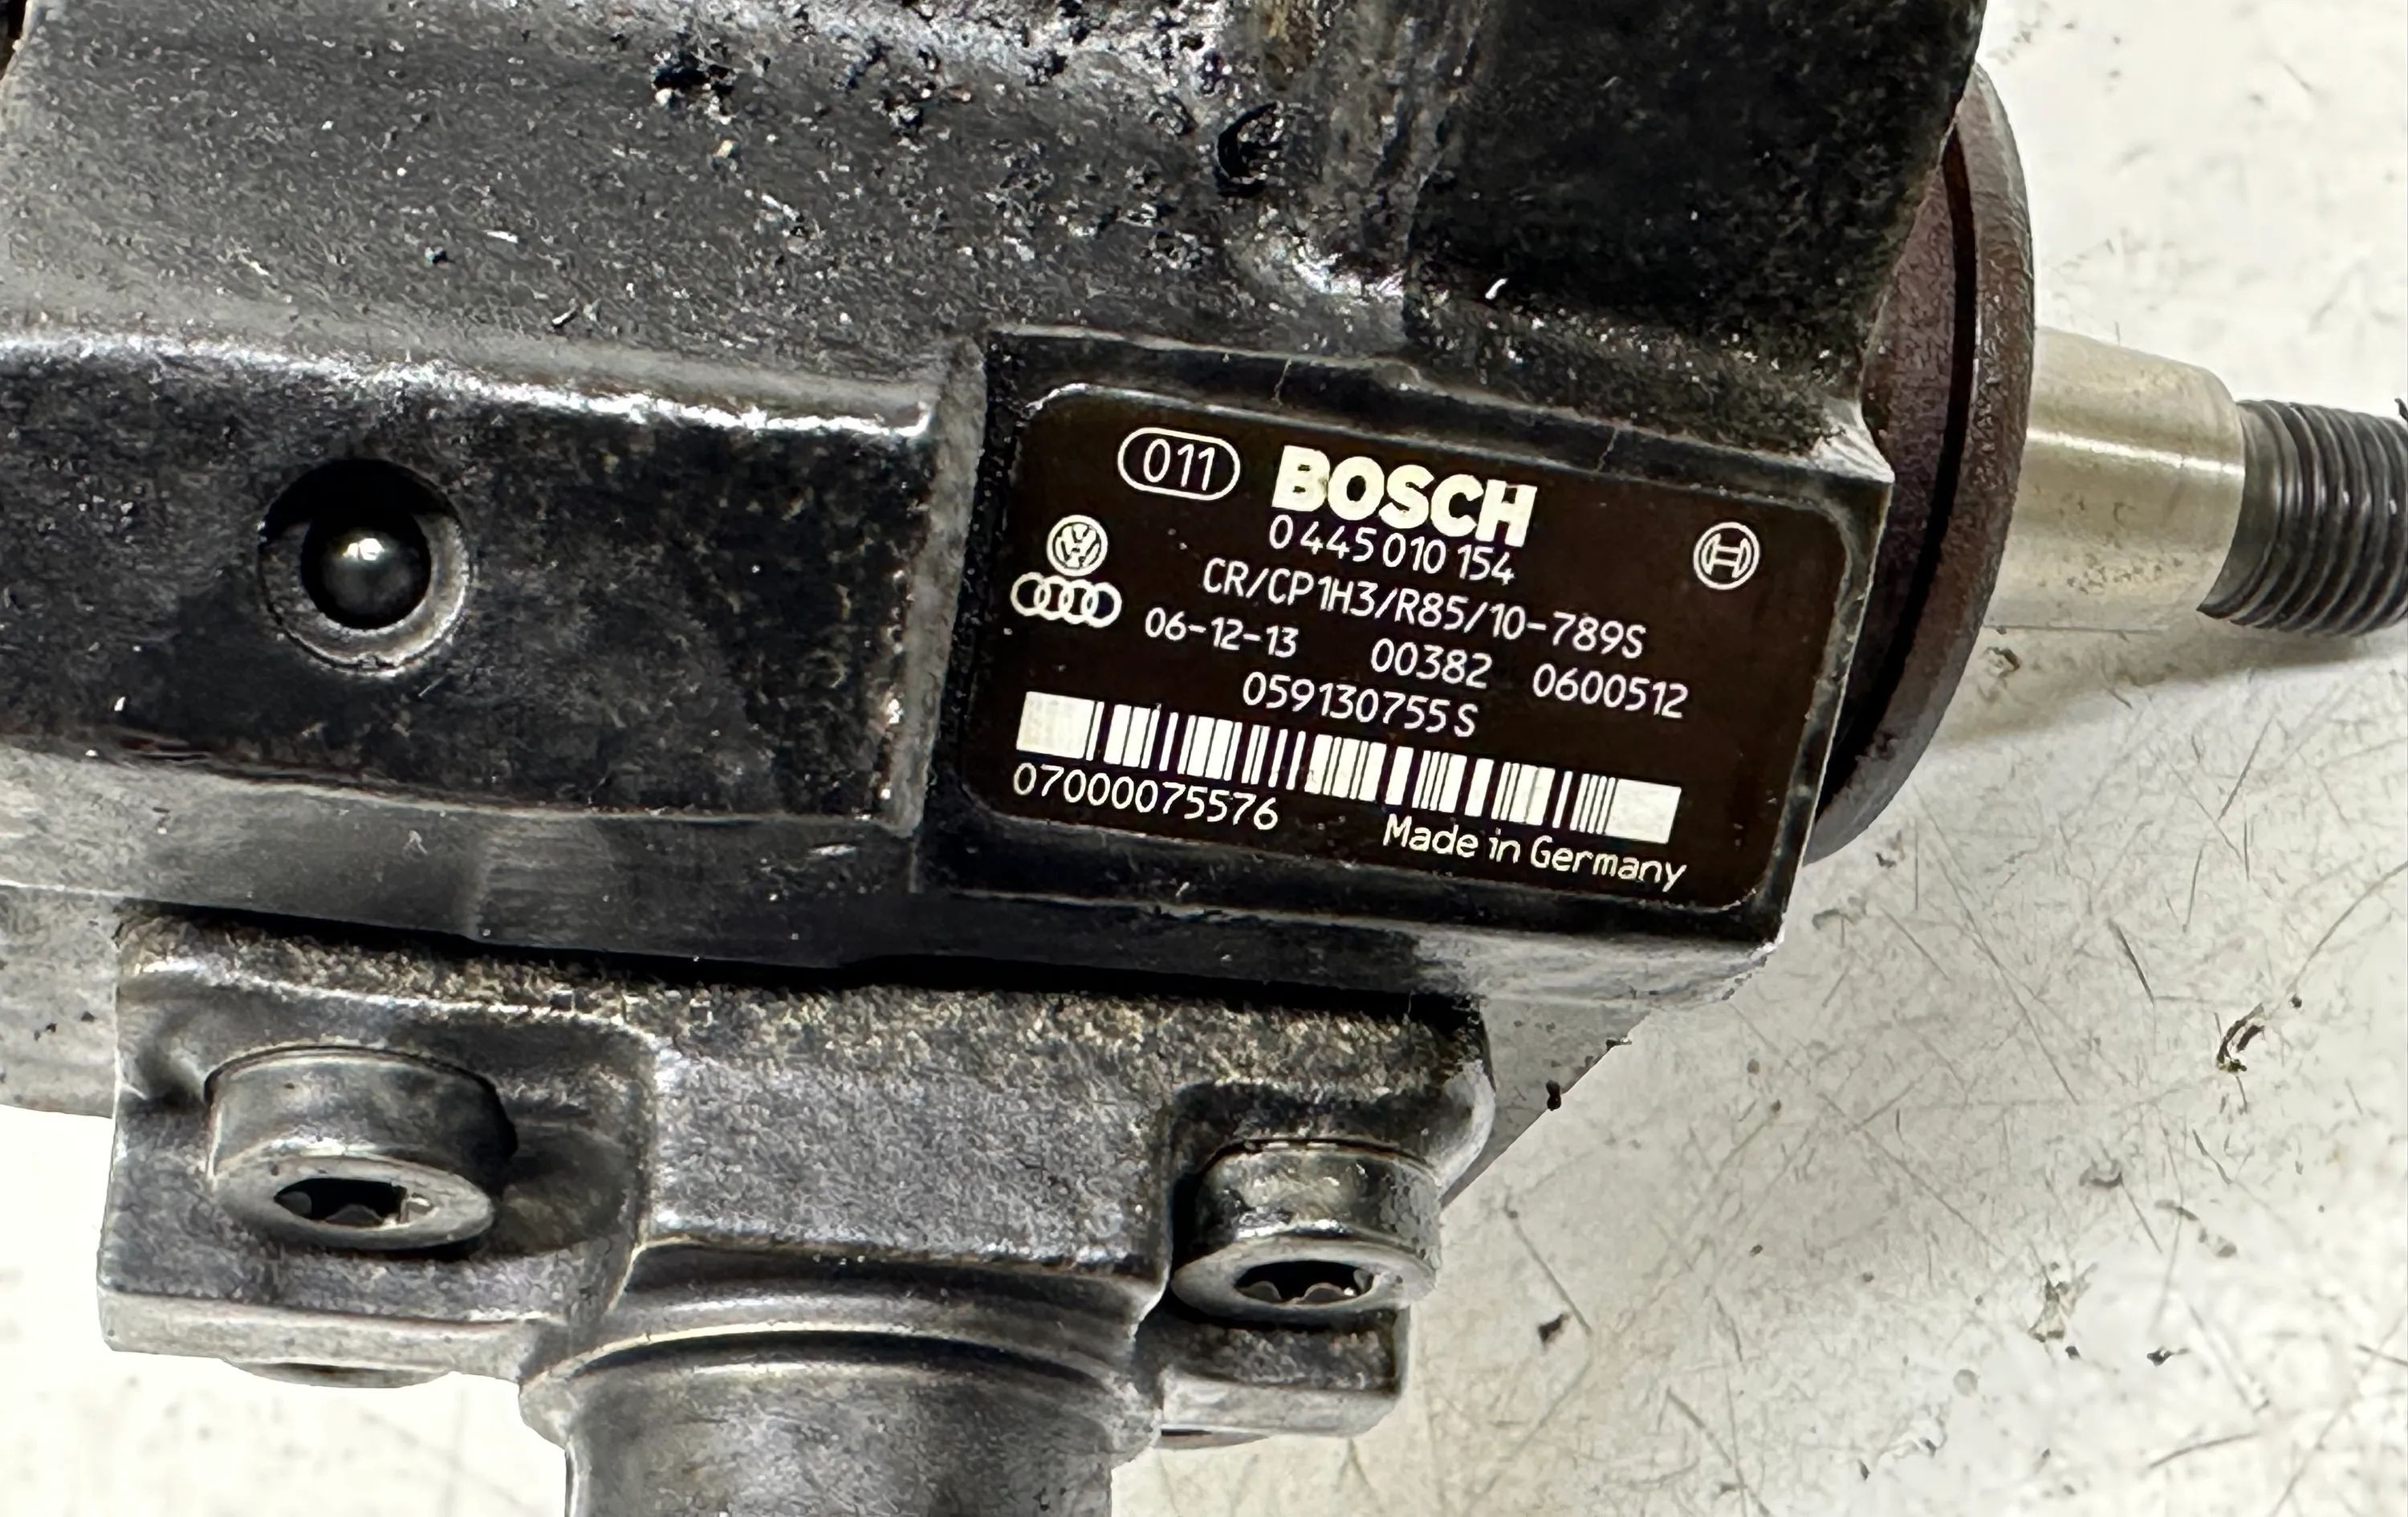 011 BOSCH
0 445 010 154
CR/CP1H3/R85/10-789S
06-12-13 00382 0600512
059130755S
07000075576
Made in Germany